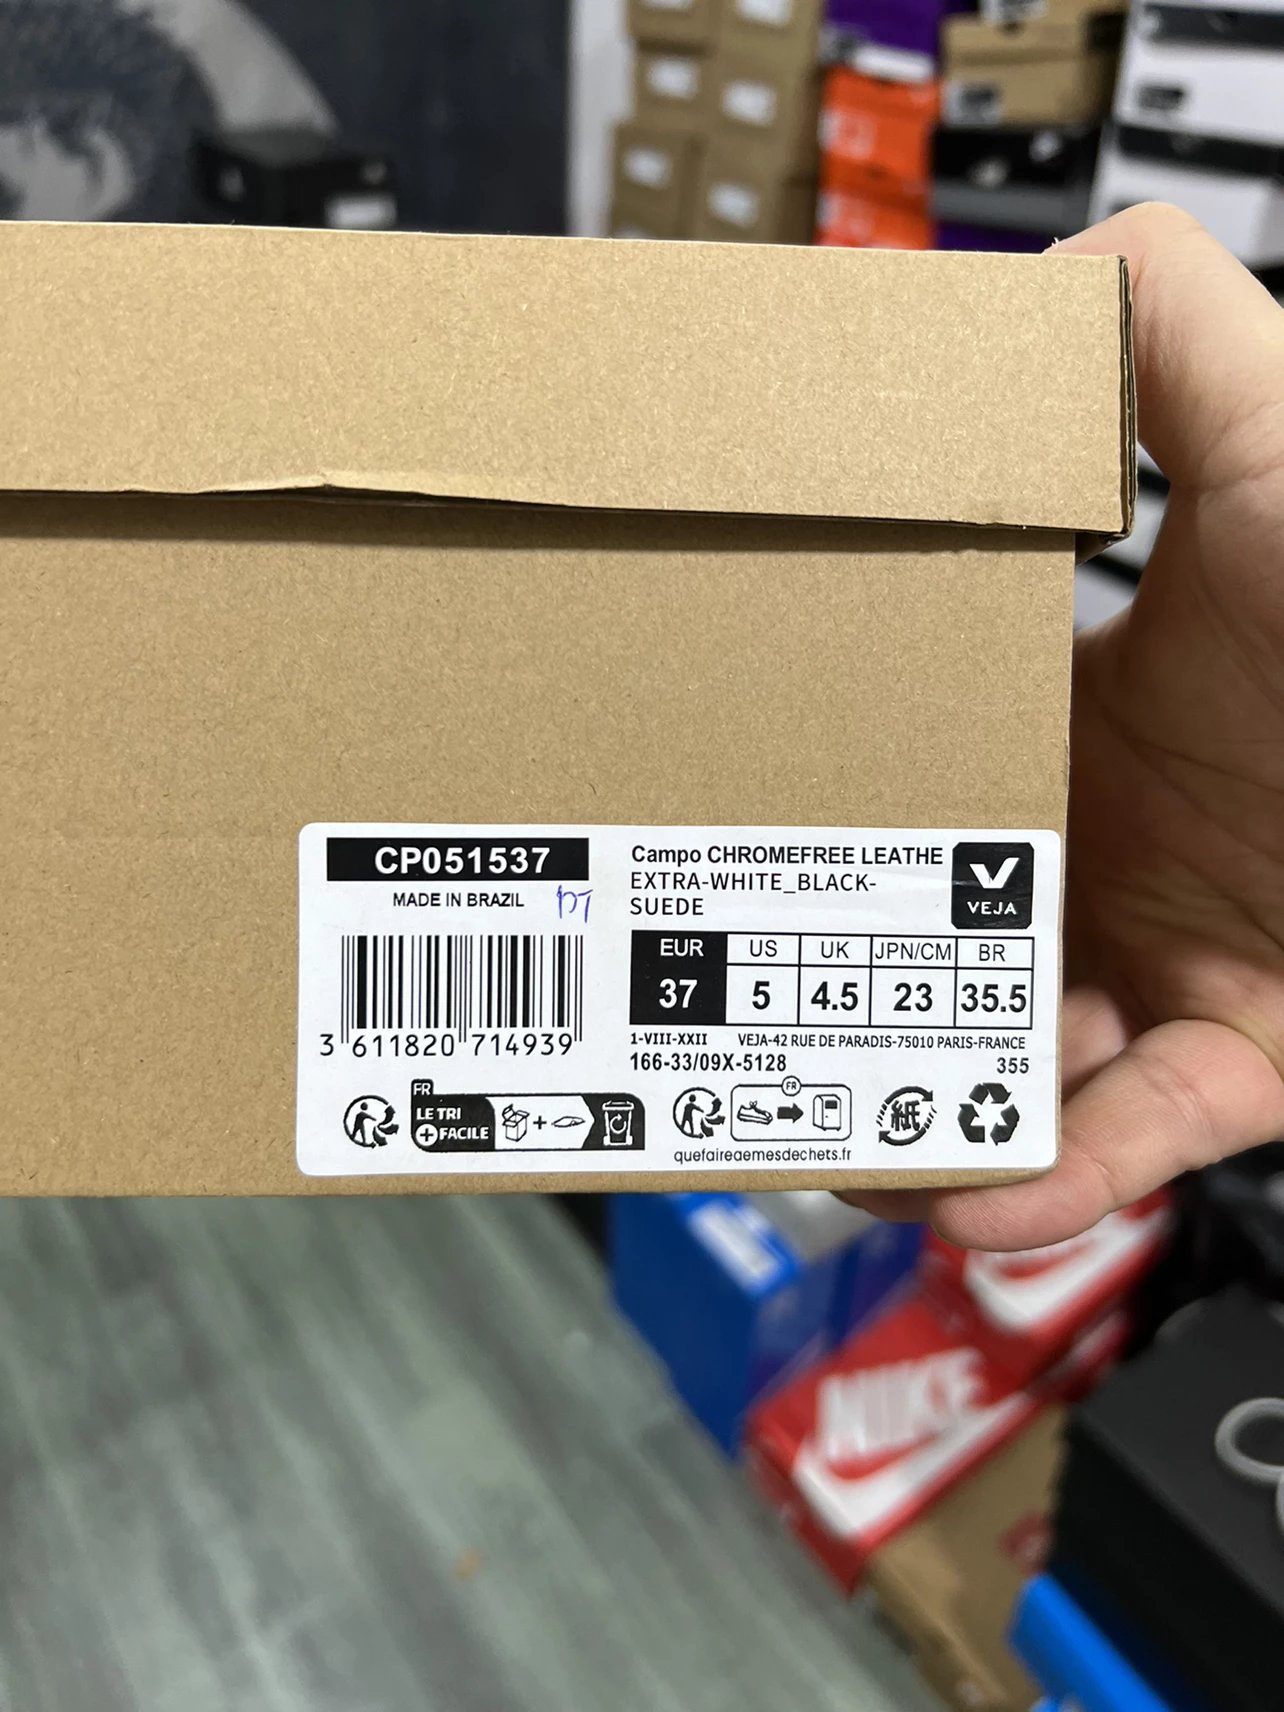 CP051537
MADE IN BRAZIL
3 611820 714939
Campo CHROMEFREE LEATHE
EXTRA-WHITE_BLACK-
SUEDE
VEJA
EUR US UK JPN/CM BR
37 5 4.5 23 35.5
1-VIII-XXII VEJA-42 RUE DE PARADIS-75010 PARIS-FRANCE
166-33/09X-5128 355
FR
LE TRI
+ FACILE
FR
紙
quefaireaemesdechets.fr
NIKE